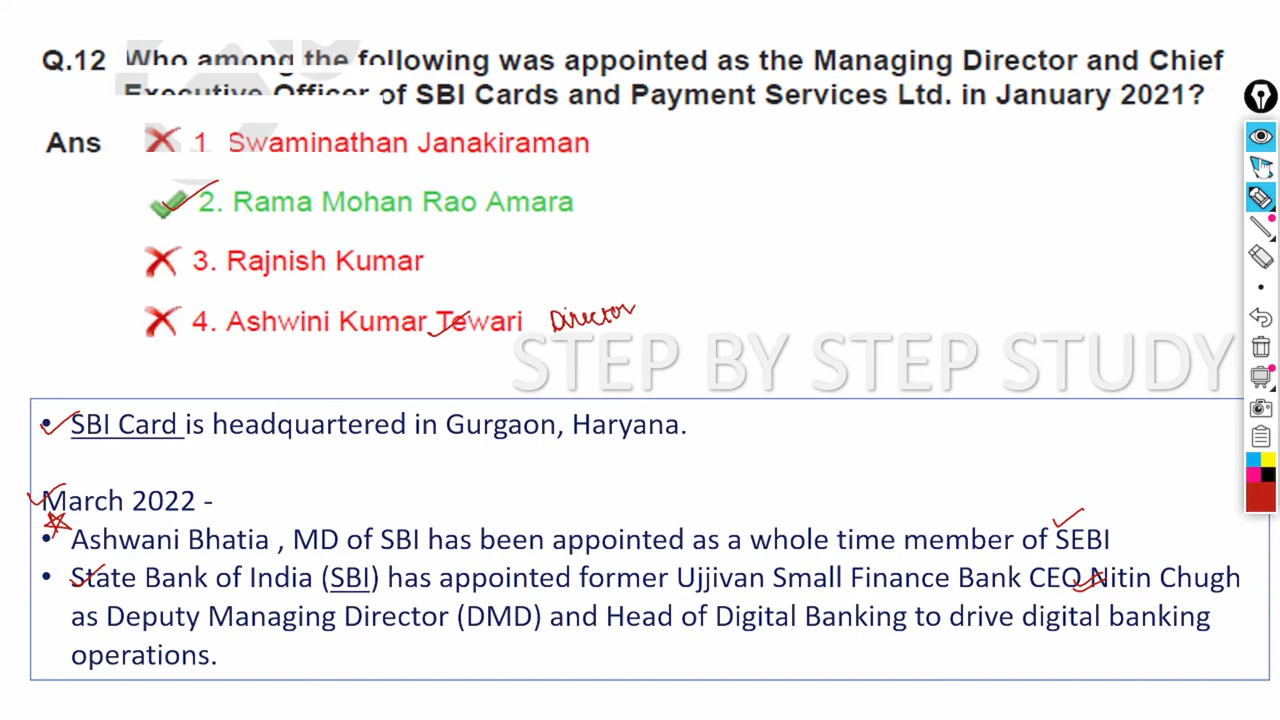 Q.12 Who among the following was appointed as the Managing Director and Chief
Executive Officer of SBI Cards and Payment Services Ltd. in January 2021?
Ans 1. Swaminathan Janakiraman
2. Rama Mohan Rao Amara
3. Rajnish Kumar
4. Ashwini Kumar Tewari Director
STEP BY STEP STUDY
• SBI Card is headquartered in Gurgaon, Haryana.
March 2022 -
• Ashwani Bhatia , MD of SBI has been appointed as a whole time member of SEBI
• State Bank of India (SBI) has appointed former Ujjivan Small Finance Bank CEO Nitin Chugh
as Deputy Managing Director (DMD) and Head of Digital Banking to drive digital banking
operations.